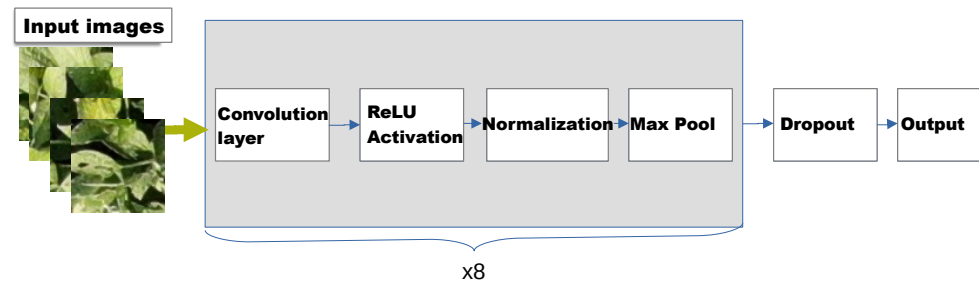 Input images
Convolution
layer
ReLU
Activation
Normalization
Max Pool
Dropout
Output
x8